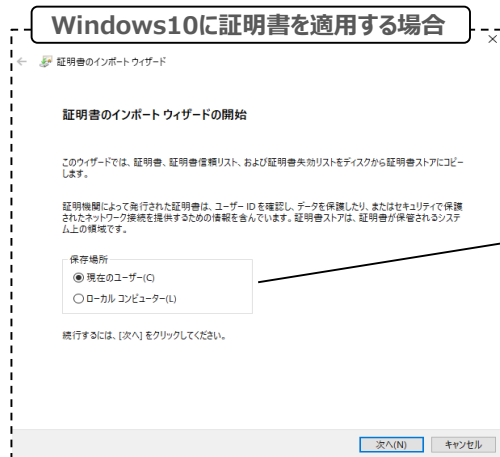 Windows10に証明書を適用する場合
証明書のインポート ウィザード
証明書のインポート ウィザードの開始
このウィザードでは、証明書、証明書信頼リスト、および証明書失効リストをディスクから証明書ストアにコピー
します。
証明機関によって発行された証明書は、ユーザー ID を確認し、データを保護したり、またはセキュリティで保護
されたネットワーク接続を提供するための情報を含んでいます。証明書ストアは、証明書が保管されるシステ
ム上の領域です。
保存場所
現在のユーザー(C)
ローカル コンピューター(L)
続行するには、[次へ] をクリックしてください。
次へ(N)
キャンセル